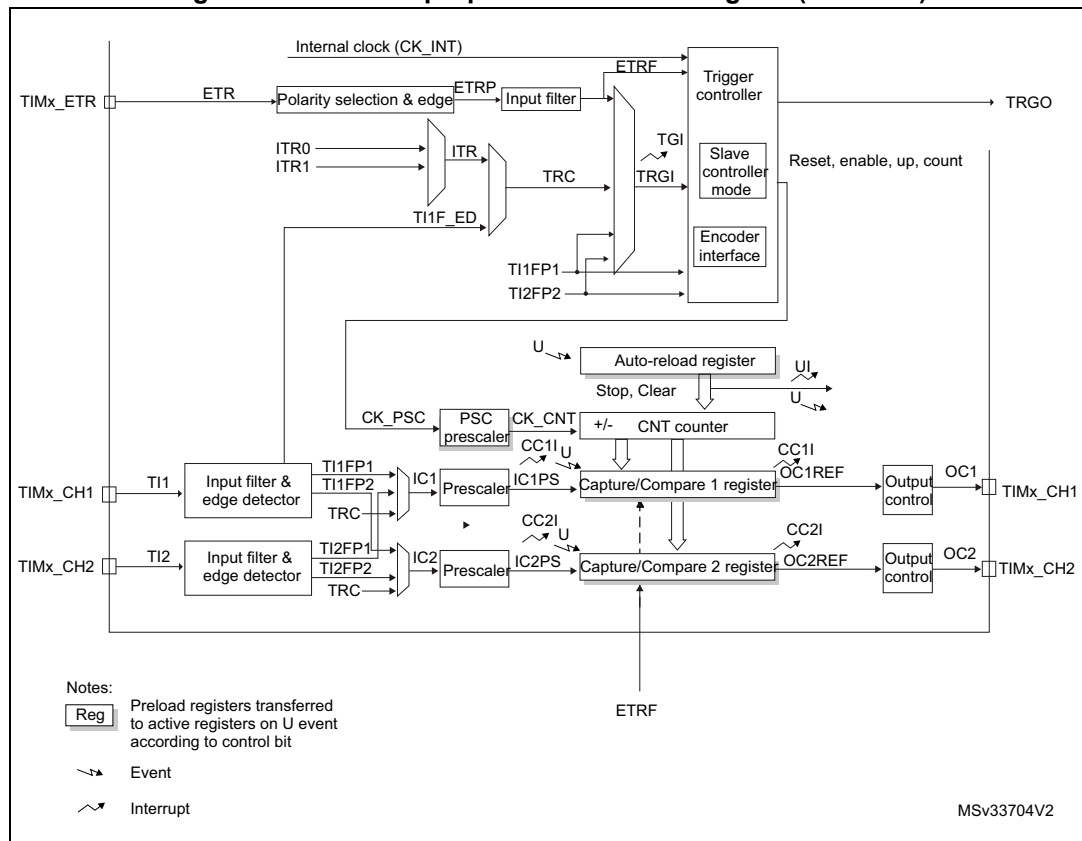 Internal clock (CK_INT)
ETRF
Trigger
controller
TIMx_ETR
ETR
Polarity selection & edge
ETRP
Input filter
TRGO
ITR0
ITR1
ITR
TRC
TGI
TRGI
Slave
controller
mode
Reset, enable, up, count
TI1F_ED
Encoder
interface
TI1FP1
TI2FP2
U
Auto-reload register
UI
Stop, Clear
U
CK_PSC
PSC
prescaler
CK_CNT
+/- CNT counter
TIMx_CH1
TI1
Input filter &
edge detector
TI1FP1
TI1FP2
TRC
IC1
Prescaler
CC1I
U
IC1PS
Capture/Compare 1 register
CC1I
OC1REF
Output
control
OC1
TIMx_CH1
TIMx_CH2
TI2
Input filter &
edge detector
TI2FP1
TI2FP2
TRC
IC2
Prescaler
CC2I
U
IC2PS
Capture/Compare 2 register
CC2I
OC2REF
Output
control
OC2
TIMx_CH2
ETRF
Notes:
Reg
Preload registers transferred
to active registers on U event
according to control bit
Event
Interrupt
MSv33704V2